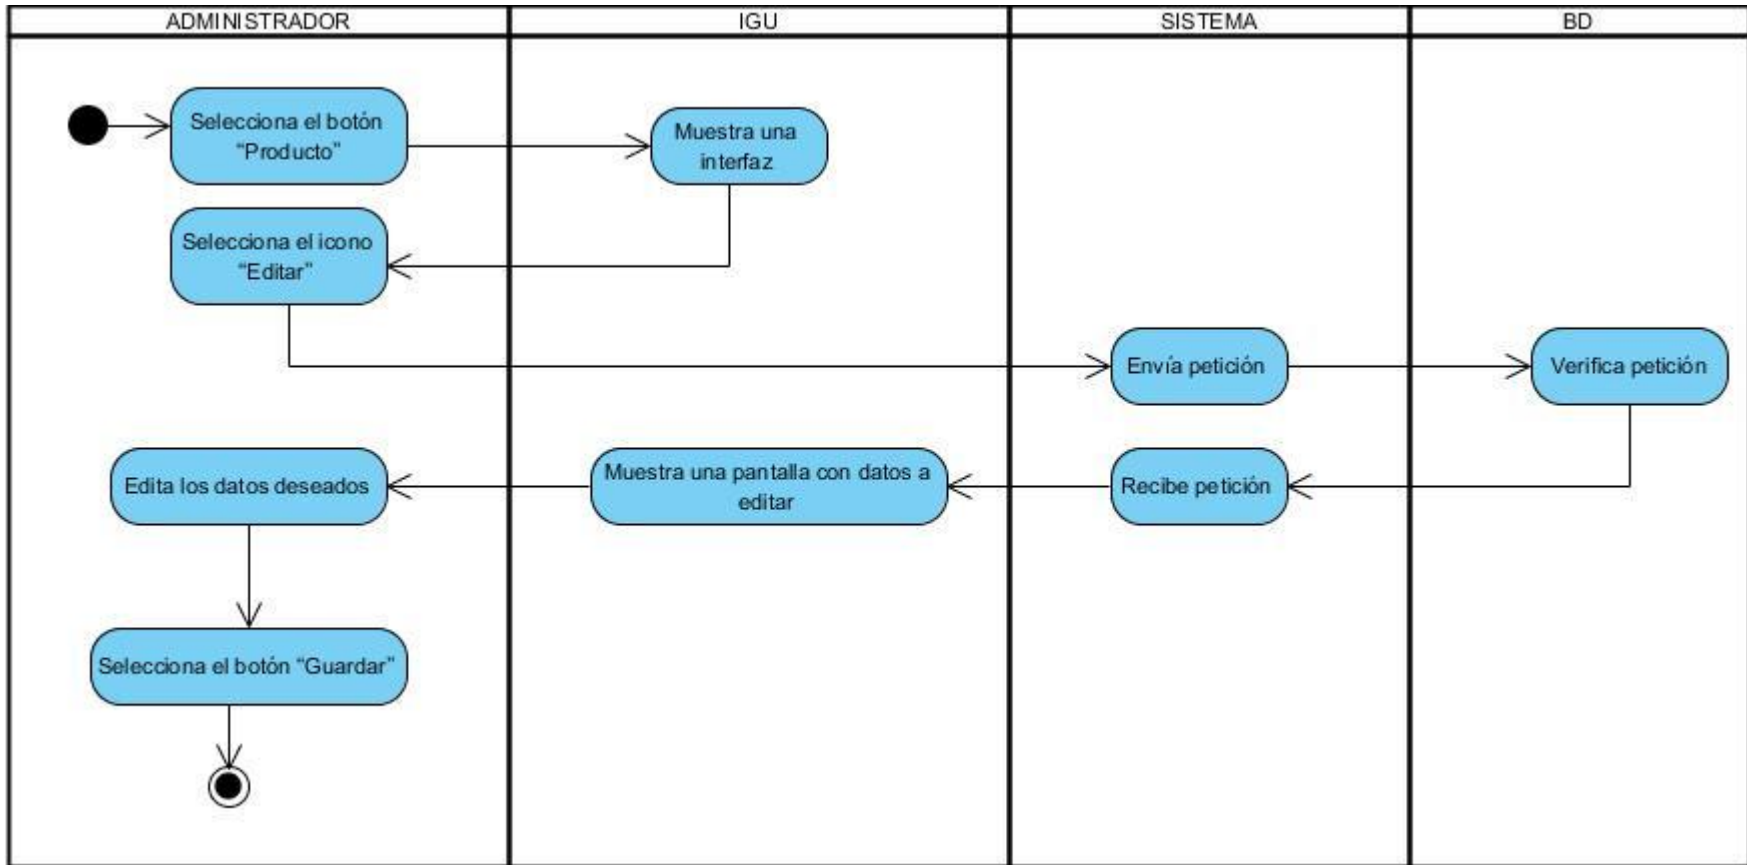 ADMINISTRADOR
IGU
SISTEMA
BD
Selecciona el botón
“Producto”
Muestra una
interfaz
Selecciona el icono
“Editar”
Envía petición
Verifica petición
Edita los datos deseados
Muestra una pantalla con datos a
editar
Recibe petición
Selecciona el botón “Guardar”